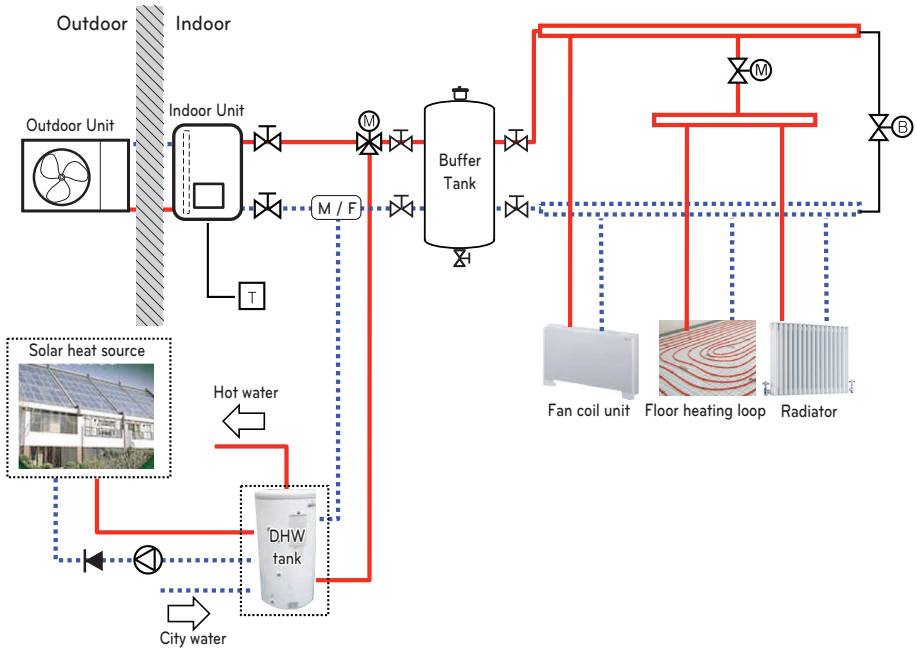 Outdoor
Indoor
Outdoor Unit
Indoor Unit
M
Buffer
Tank
M
B
M / F
T
Solar heat source
Hot water
DHW
tank
City water
Fan coil unit
Floor heating loop
Radiator